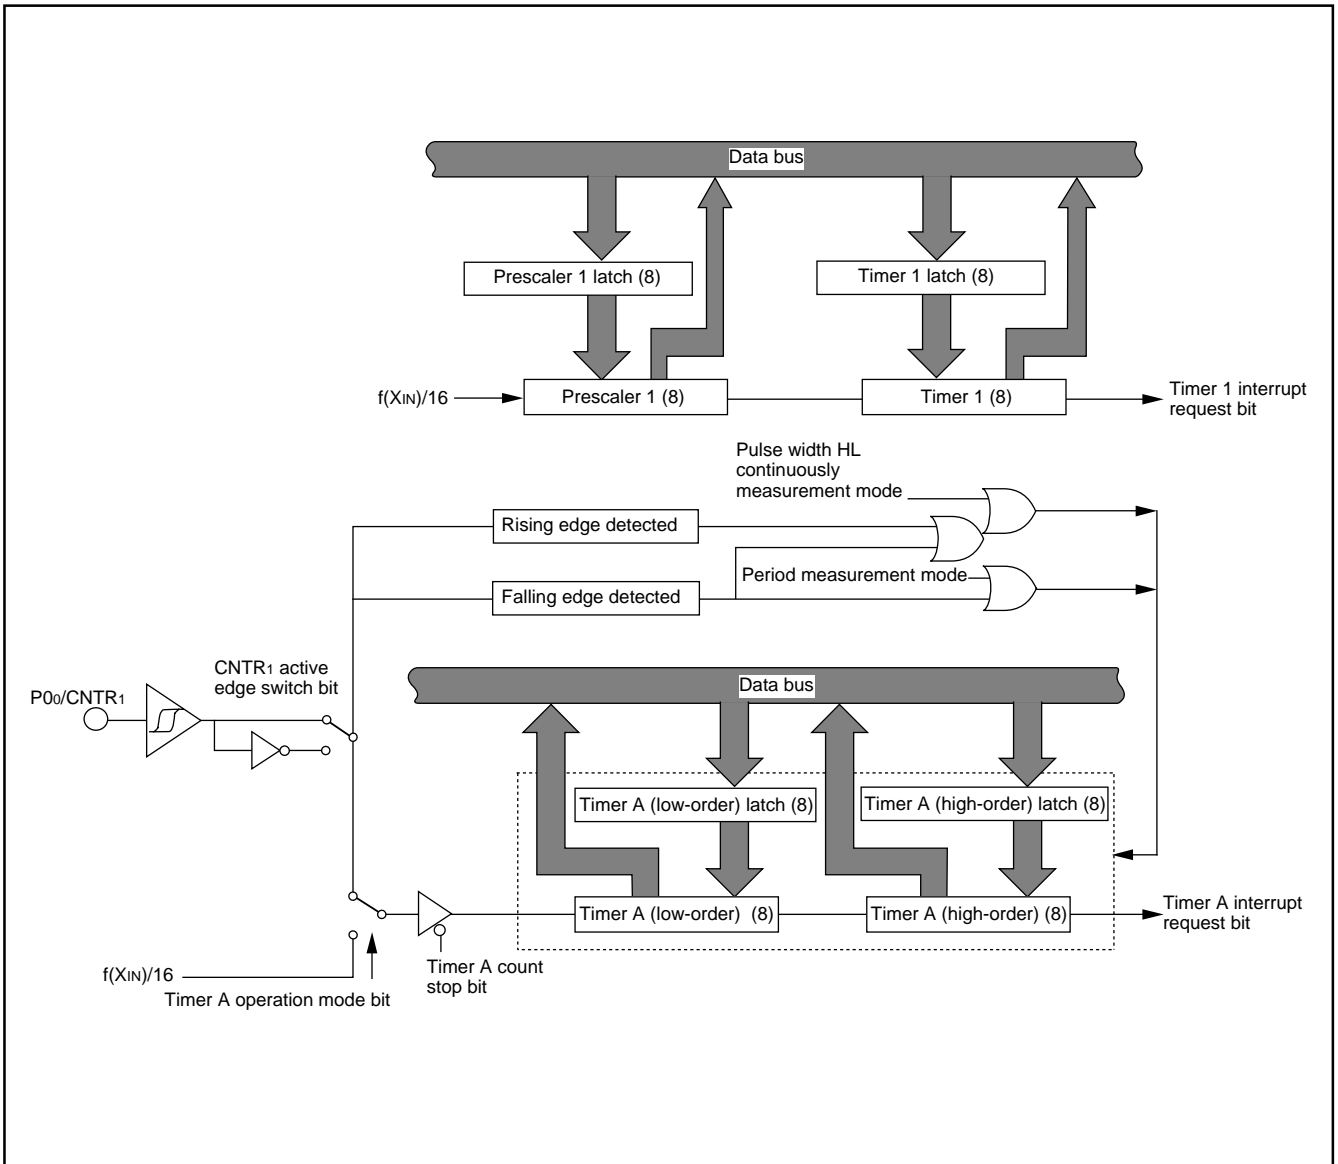 Data bus
Prescaler 1 latch (8)
Timer 1 latch (8)
f(XIN)/16
Prescaler 1 (8)
Timer 1 (8)
Timer 1 interrupt
request bit
Pulse width HL
continuously
measurement mode
Rising edge detected
Period measurement mode
Falling edge detected
CNTR1 active
edge switch bit
P00/CNTR1
Data bus
Timer A (low-order) latch (8)
Timer A (high-order) latch (8)
Timer A (low-order) (8)
Timer A (high-order) (8)
Timer A interrupt
request bit
Timer A count
stop bit
f(XIN)/16
Timer A operation mode bit